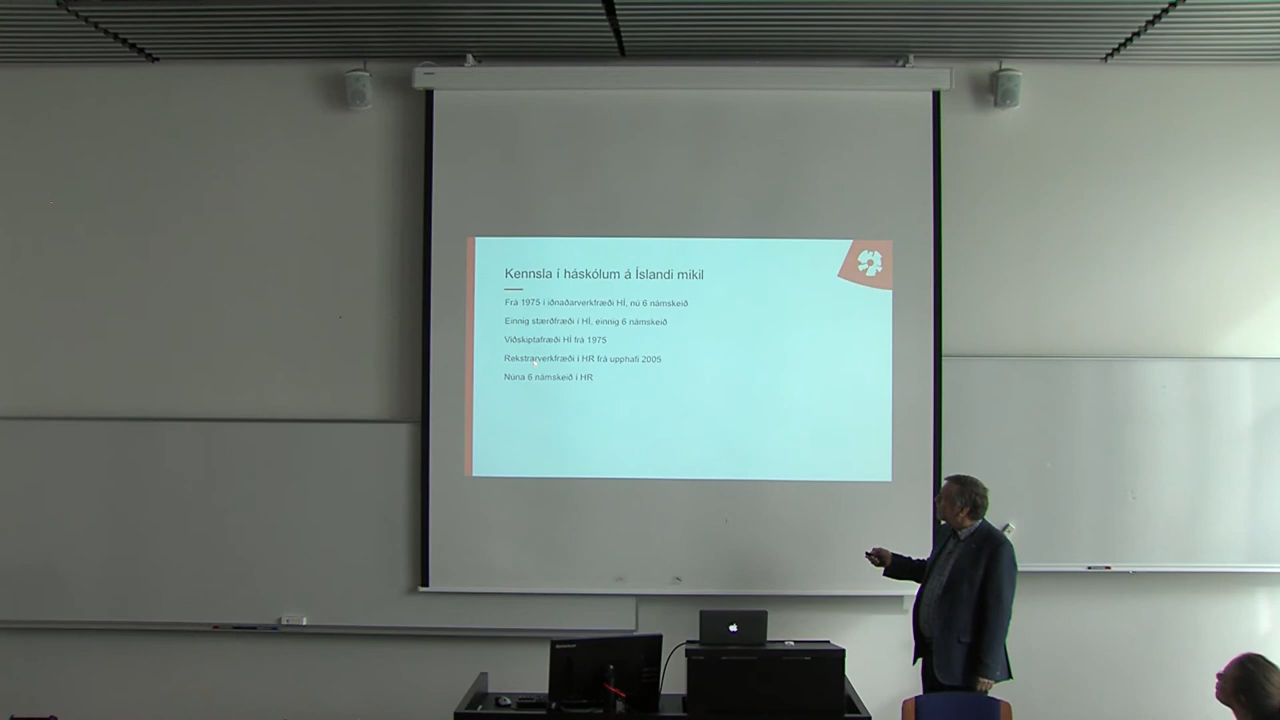 Kennsla í háskólum á Íslandi mikil
Frá 1975 í iðnaðarverkfræði HÍ, nú 6 námskeið
Einnig stærðfræði í HÍ, einnig 6 námskeið
Viðskiptafræði HÍ frá 1975
Rekstrarverkfræði í HR frá upphafi 2005
Núna 6 námskeið í HR